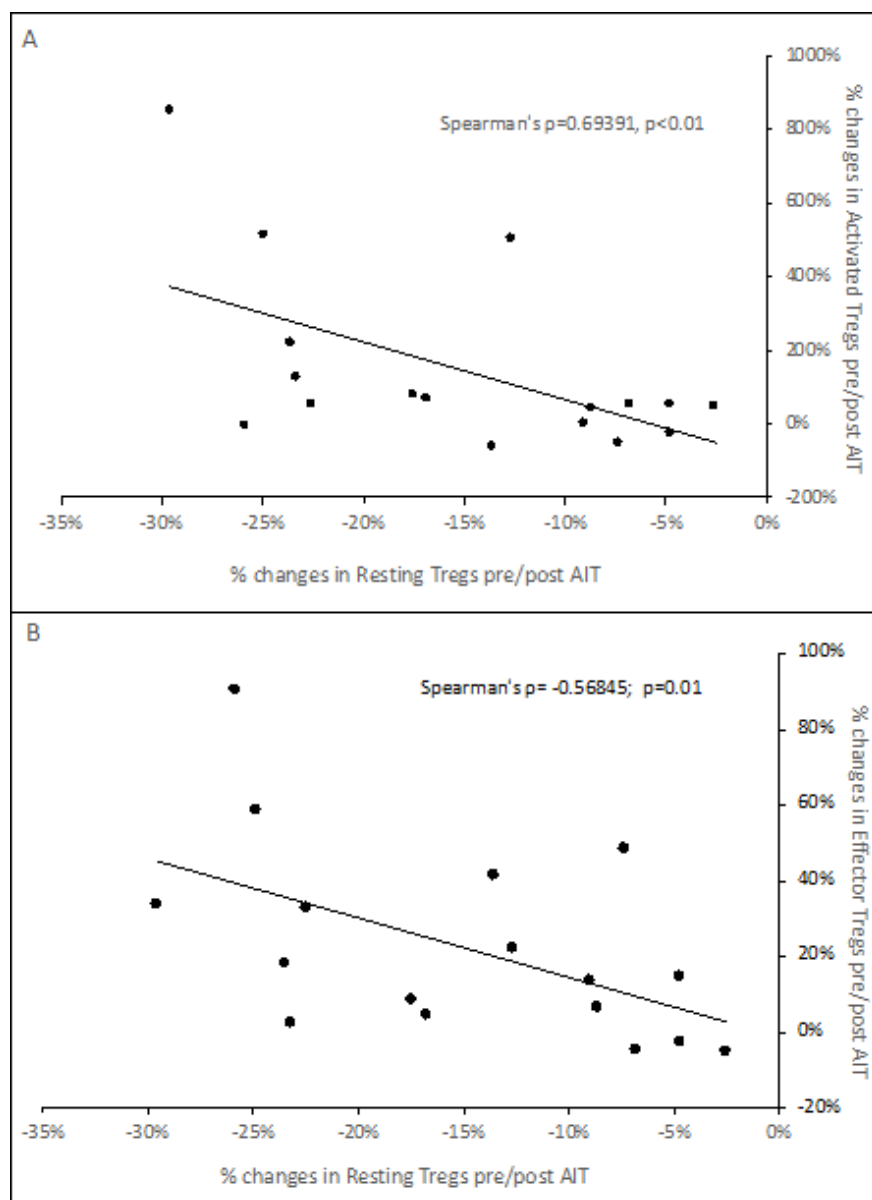 A
1000%
Spearman's ρ=0.69391, p<0.01
800%
600%
400%
200%
0%
-200%
% changes in Activated Tregs pre/post AIT
-35% -30% -25% -20% -15% -10% -5% 0%
% changes in Resting Tregs pre/post AIT
B
100%
Spearman's ρ= -0.56845; p=0.01
80%
60%
40%
20%
0%
-20%
% changes in Effector Tregs pre/post AIT
-35% -30% -25% -20% -15% -10% -5% 0%
% changes in Resting Tregs pre/post AIT